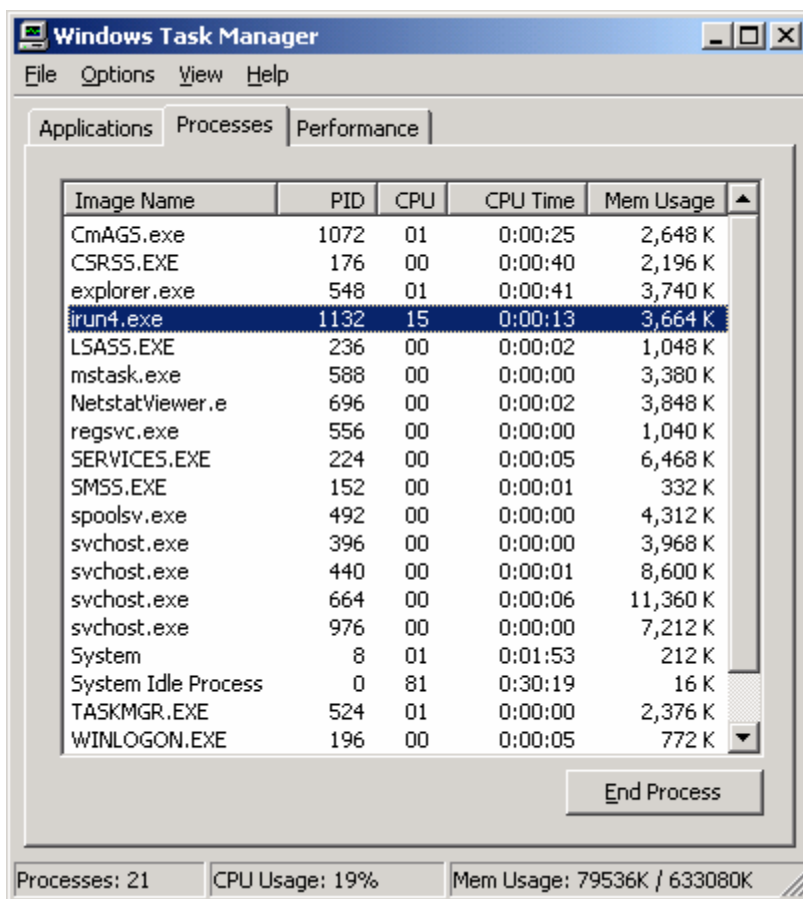 Windows Task Manager
File Options View Help
Applications Processes Performance
Image Name PID CPU CPU Time Mem Usage
CmAGS.exe 1072 01 0:00:25 2,648 K
CSRSS.EXE 176 00 0:00:40 2,196 K
explorer.exe 548 01 0:00:41 3,740 K
irun4.exe 1132 15 0:00:13 3,664 K
LSASS.EXE 236 00 0:00:02 1,048 K
mstask.exe 588 00 0:00:00 3,380 K
NetstatViewer.e 696 00 0:00:02 3,848 K
regsvc.exe 556 00 0:00:00 1,040 K
SERVICES.EXE 224 00 0:00:05 6,468 K
SMSS.EXE 152 00 0:00:01 332 K
spoolsv.exe 492 00 0:00:00 4,312 K
svchost.exe 396 00 0:00:00 3,968 K
svchost.exe 440 00 0:00:01 8,600 K
svchost.exe 664 00 0:00:06 11,360 K
svchost.exe 976 00 0:00:00 7,212 K
System 8 01 0:01:53 212 K
System Idle Process 0 81 0:30:19 16 K
TASKMGR.EXE 524 01 0:00:00 2,376 K
WINLOGON.EXE 196 00 0:00:05 772 K
End Process
Processes: 21 CPU Usage: 19% Mem Usage: 79536K / 633080K